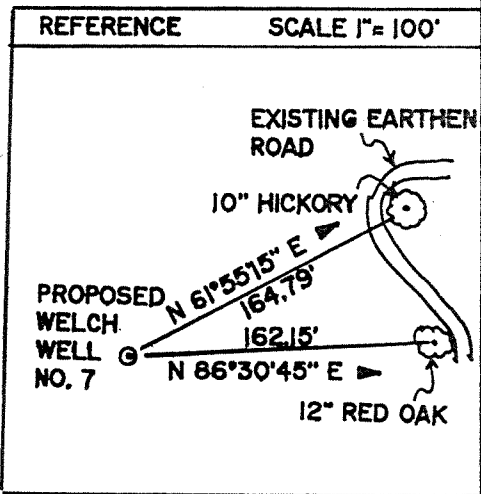 REFERENCE SCALE 1"= 100'
EXISTING EARTHEN
ROAD
10" HICKORY
N 61°55'15" E
164.79'
PROPOSED
WELCH
WELL
NO. 7
162.15'
N 86°30'45" E
12" RED OAK